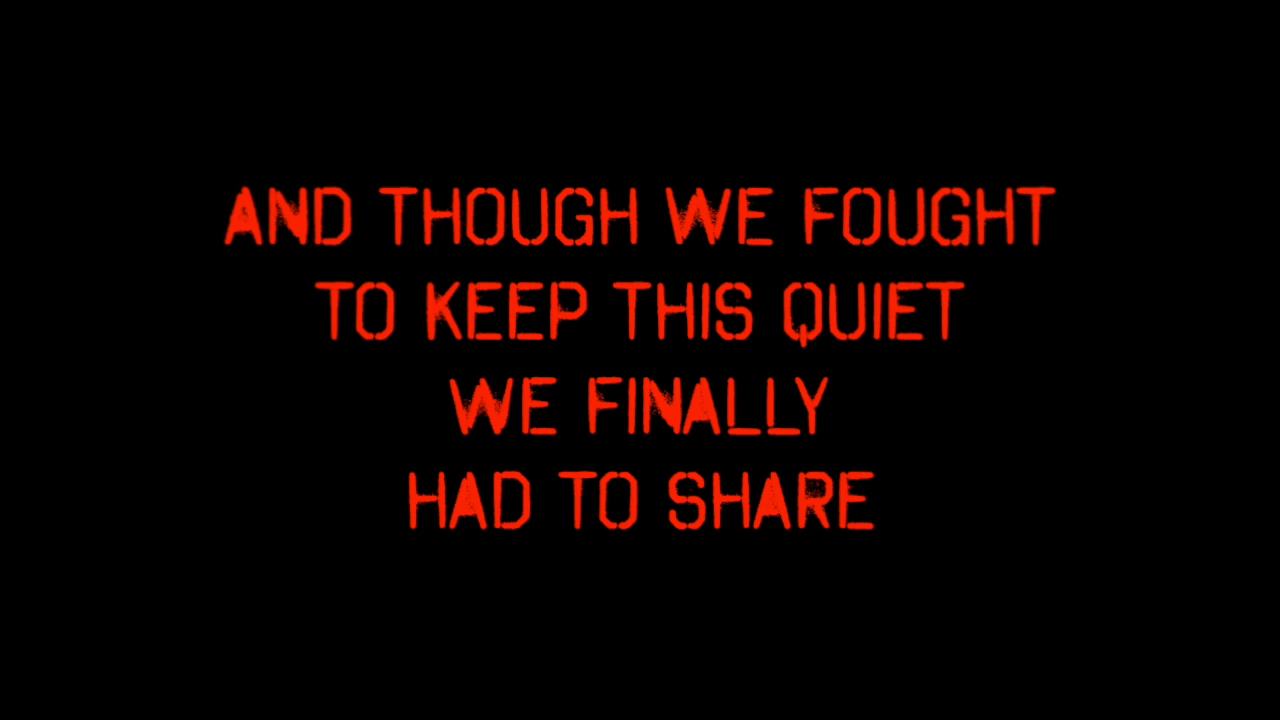 AND THOUGH WE FOUGHT
TO KEEP THIS QUIET
WE FINALLY
HAD TO SHARE